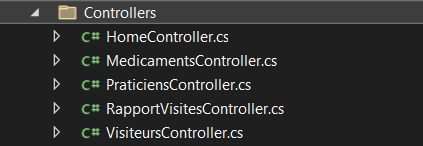 Controllers
C# HomeController.cs
C# MedicamentsController.cs
C# PraticiensController.cs
C# RapportVisitesController.cs
C# VisiteursController.cs